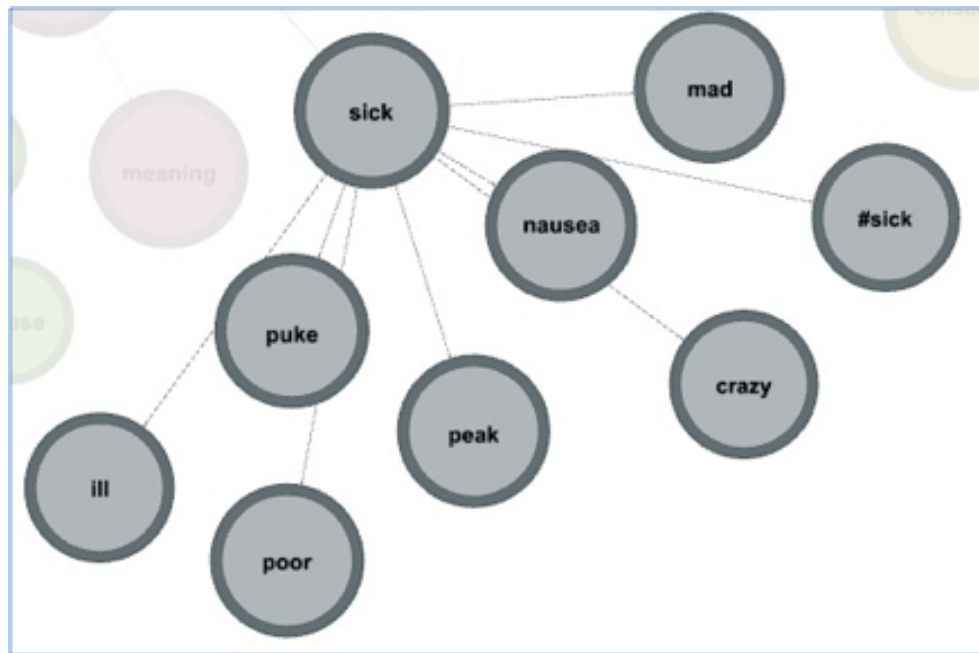 sick
mad
meaning
nausea
#sick
puke
crazy
peak
ill
poor